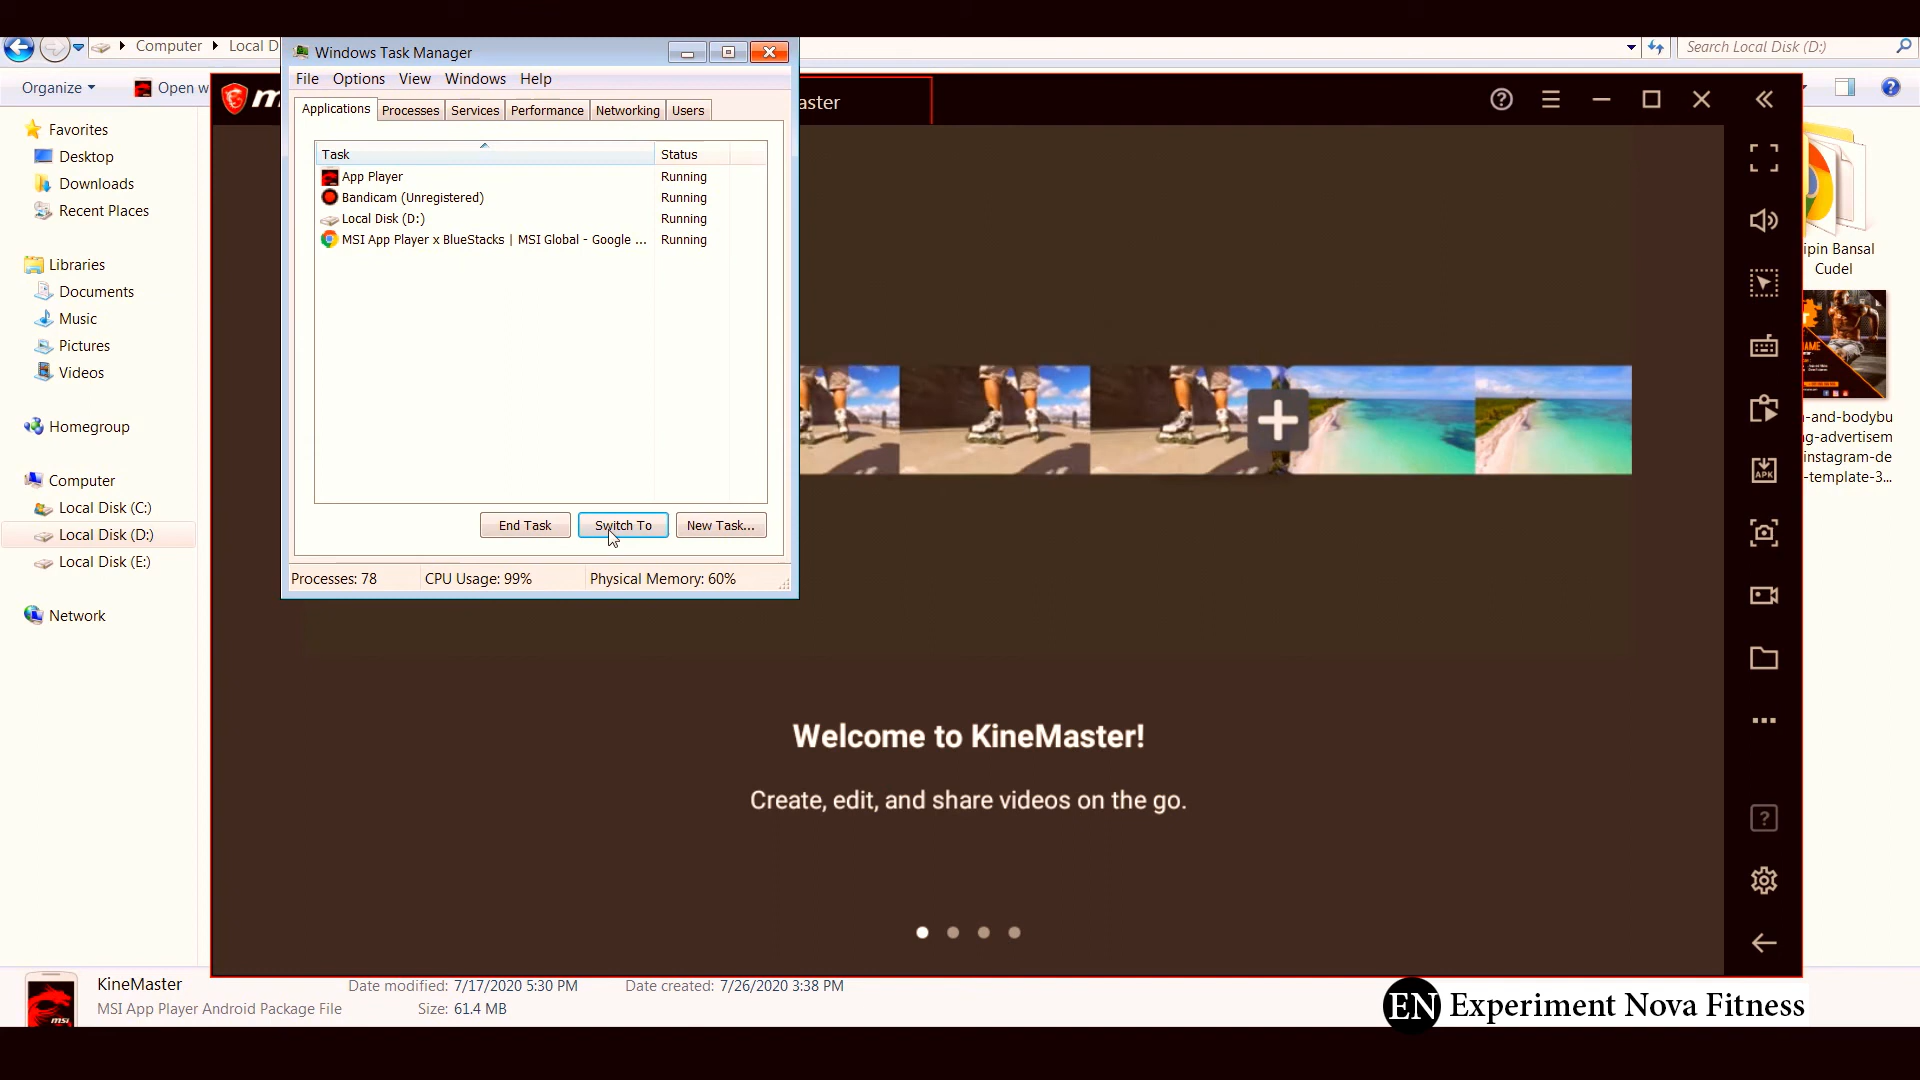 Computer
Local D
Search Local Disk (D:)
Organize
Open w
Favorites
Desktop
Downloads
Recent Places
Libraries
Documents
Music
Pictures
Videos
Homegroup
Computer
Local Disk (C:)
Local Disk (D:)
Local Disk (E:)
Network
Windows Task Manager
File Options View Windows Help
Applications Processes Services Performance Networking Users
Task Status
App Player Running
Bandicam (Unregistered) Running
Local Disk (D:) Running
MSI App Player x BlueStacks | MSI Global - Google ... Running
End Task Switch To New Task...
Processes: 78 CPU Usage: 99% Physical Memory: 60%
aster
APK
Welcome to KineMaster!
Create, edit, and share videos on the go.
ipin Bansal
Cudel
AME
-and-bodybu
g-advertisem
instagram-de
-template-3...
KineMaster Date modified: 7/17/2020 5:30 PM Date created: 7/26/2020 3:38 PM
MSI App Player Android Package File Size: 61.4 MB
msi
EN Experiment Nova Fitness